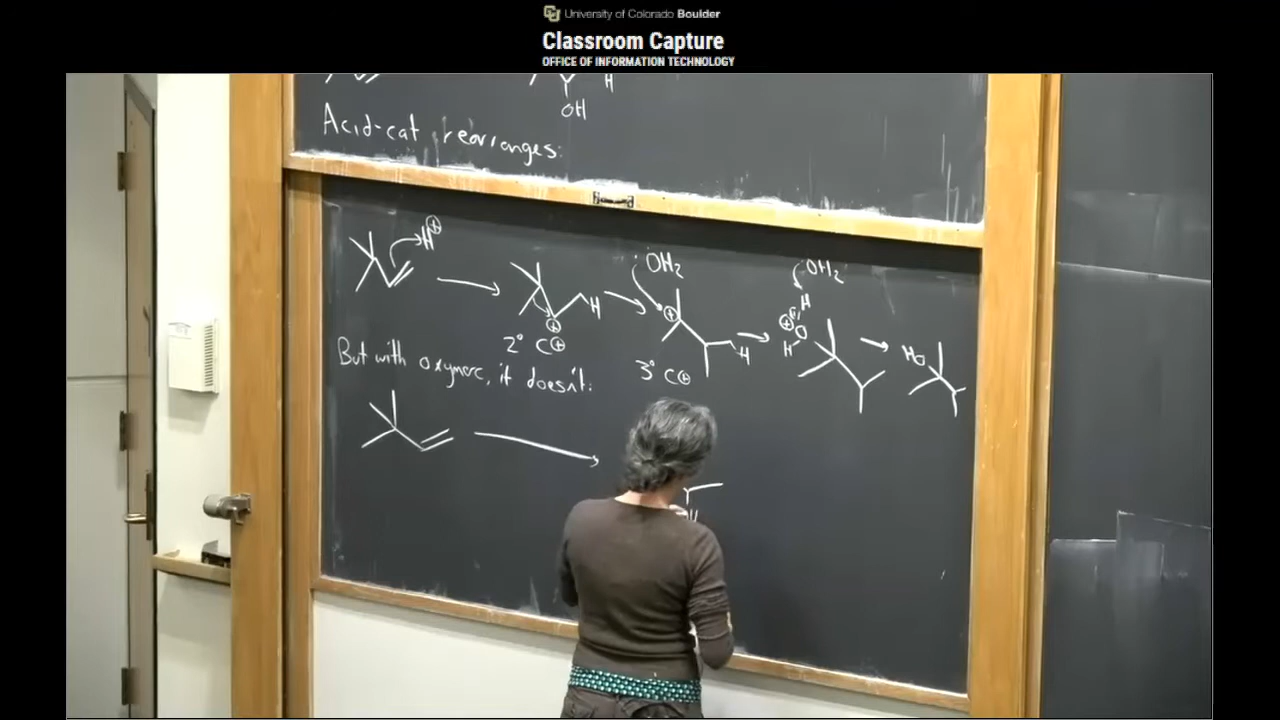 University of Colorado Boulder
Classroom Capture
OFFICE OF INFORMATION TECHNOLOGY
H
OH
Acid-cat rearranges:
H⊕
H
⊕
2° C⊕
:OH2
⊕
H
3° C⊕
:OH2
H
⊕ O
H
HO
But with oxymerc, it doesn't: